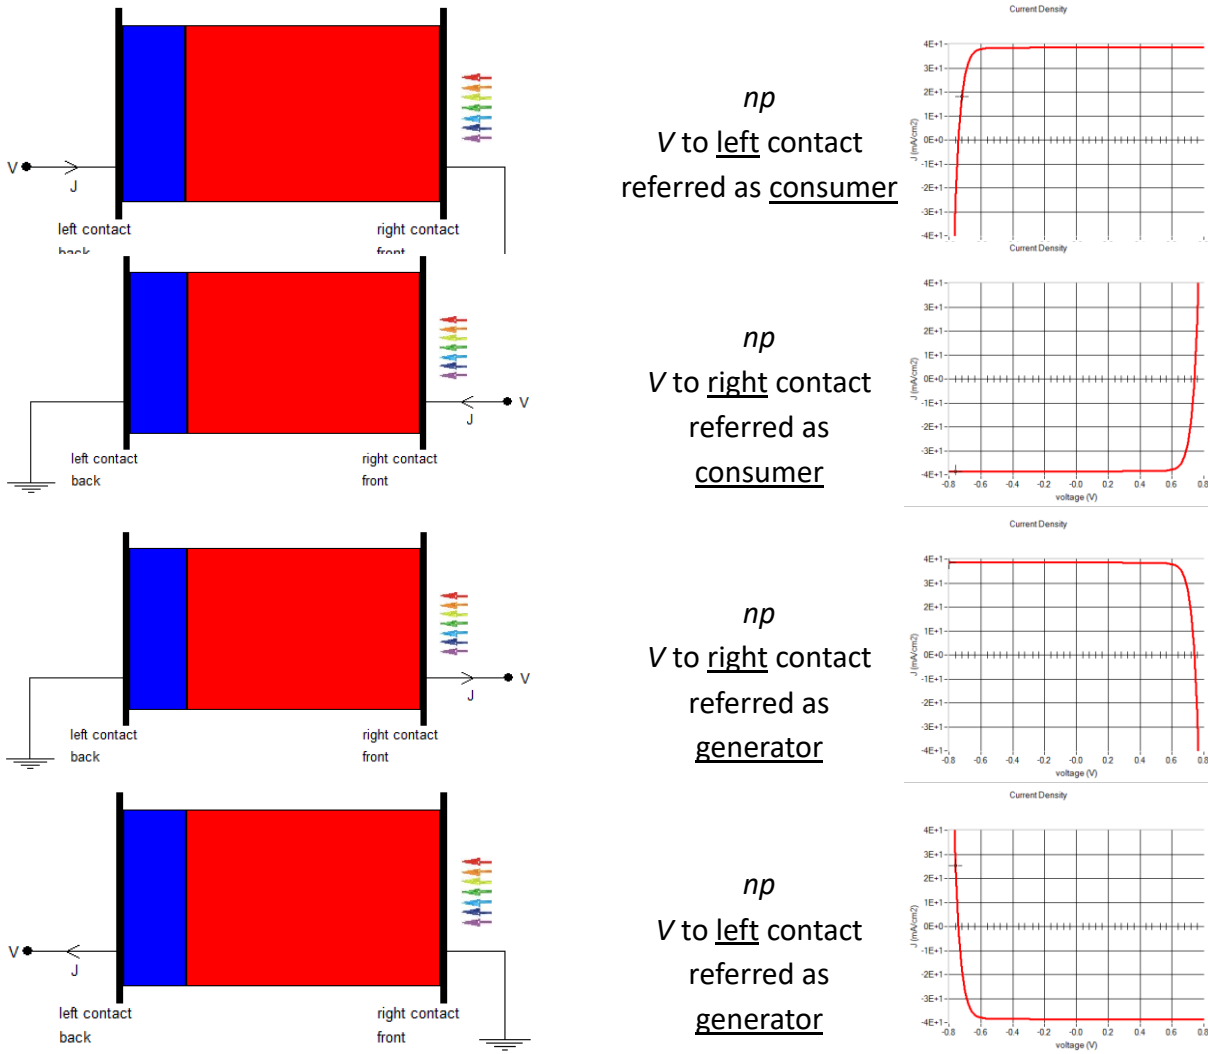 Current Density
np
V to left contact
referred as consumer
V
J
left contact
back
right contact
front
J (mA/cm2)
4E+1
3E+1
2E+1
1E+1
0E+0
-1E+1
-2E+1
-3E+1
-4E+1
Current Density
np
V to right contact
referred as
consumer
J
V
left contact
back
right contact
front
J (mA/cm2)
4E+1
3E+1
2E+1
1E+1
0E+0
-1E+1
-2E+1
-3E+1
-4E+1
-0.8 -0.6 -0.4 -0.2 -0.0 0.2 0.4 0.6 0.8
voltage (V)
Current Density
np
V to right contact
referred as
generator
J
V
left contact
back
right contact
front
J (mA/cm2)
4E+1
3E+1
2E+1
1E+1
0E+0
-1E+1
-2E+1
-3E+1
-4E+1
-0.8 -0.6 -0.4 -0.2 -0.0 0.2 0.4 0.6 0.8
voltage (V)
Current Density
np
V to left contact
referred as
generator
V
J
left contact
back
right contact
front
J (mA/cm2)
4E+1
3E+1
2E+1
1E+1
0E+0
-1E+1
-2E+1
-3E+1
-4E+1
-0.8 -0.6 -0.4 -0.2 -0.0 0.2 0.4 0.6 0.8
voltage (V)